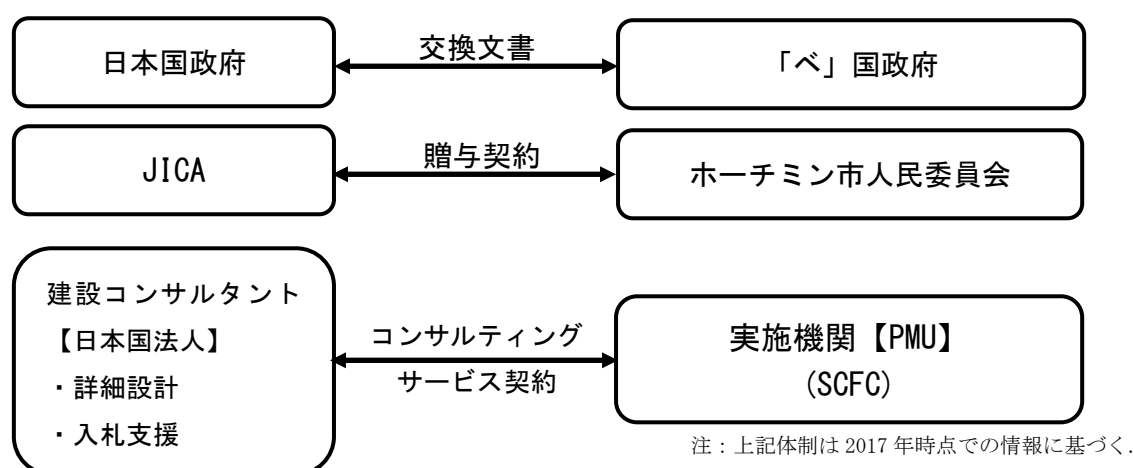 日本国政府
交換文書
「ベ」国政府
JICA
贈与契約
ホーチミン市人民委員会
建設コンサルタント
【日本国法人】
・詳細設計
・入札支援
コンサルティング
サービス契約
実施機関【PMU】
(SCFC)
注：上記体制は 2017 年時点での情報に基づく.